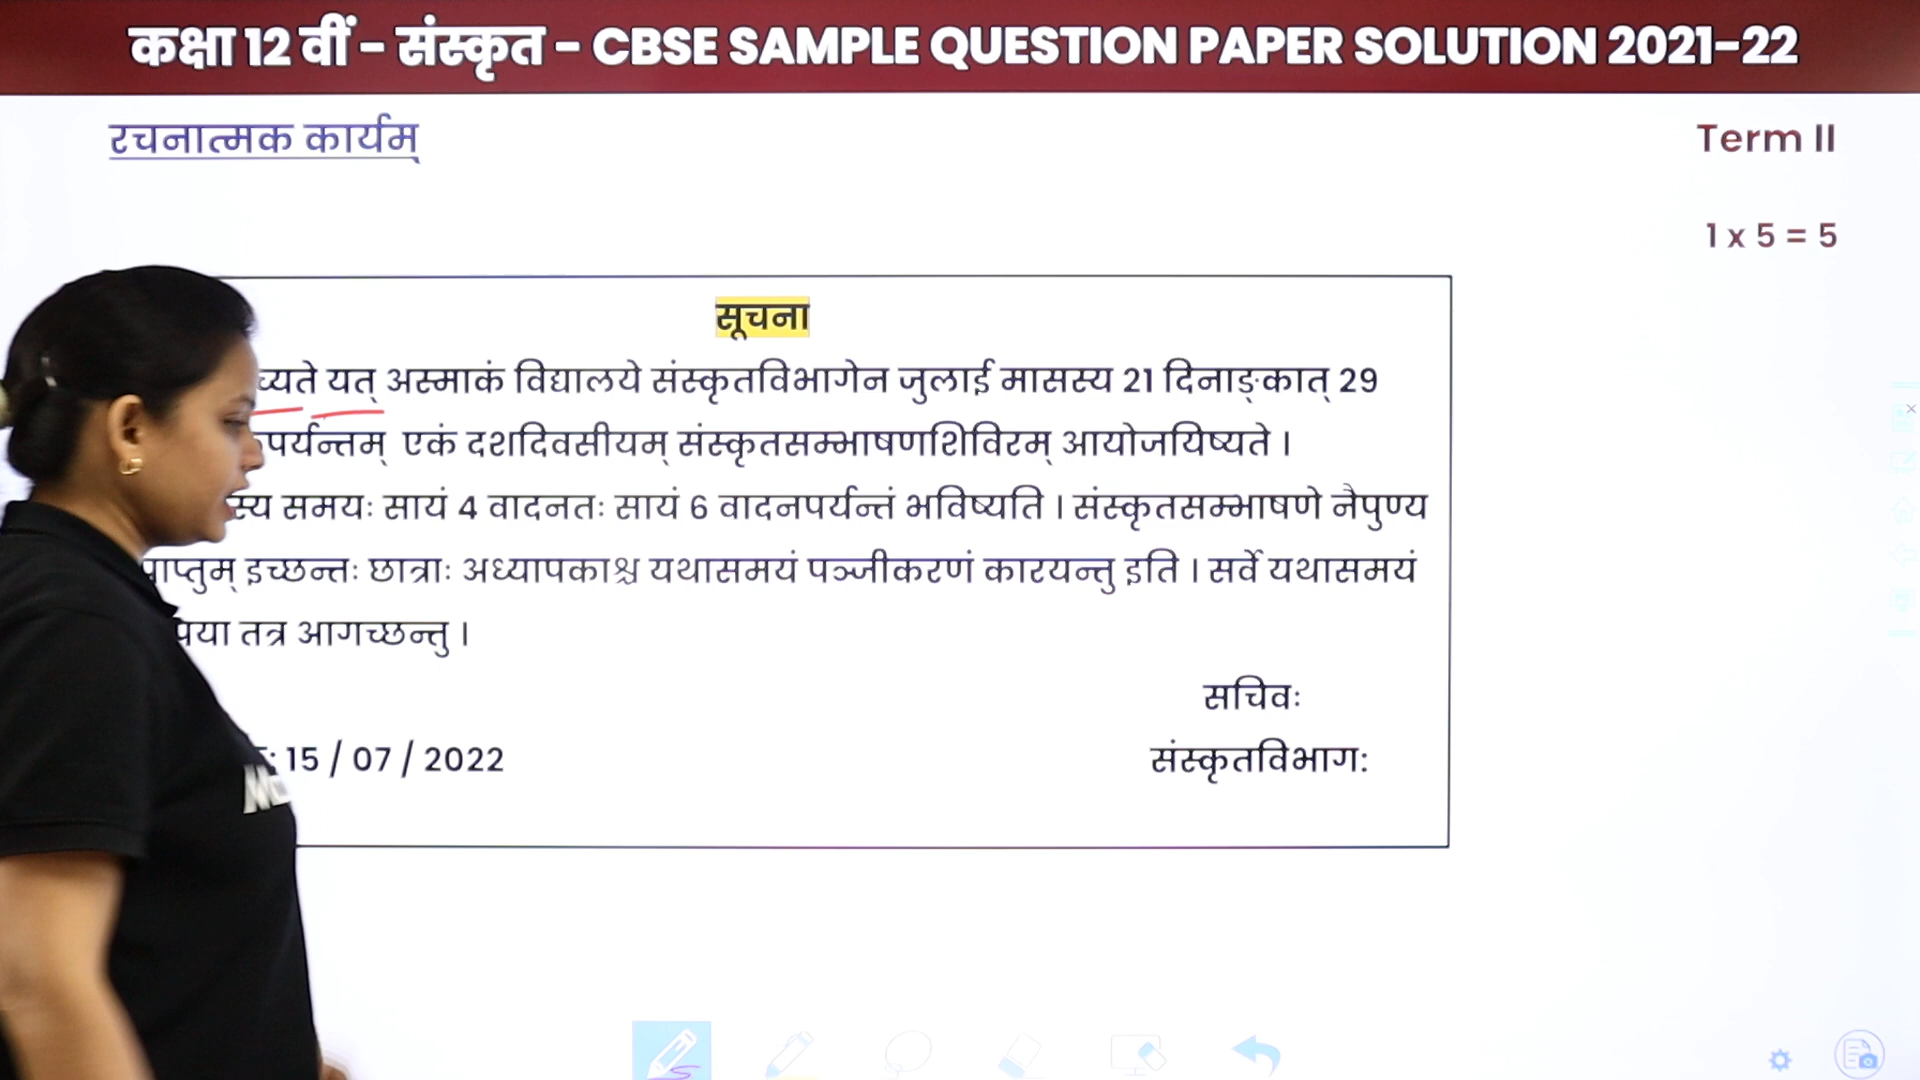 कक्षा 12 वीं - संस्कृत - CBSE SAMPLE QUESTION PAPER SOLUTION 2021-22
रचनात्मक कार्यम्
Term II
1 x 5 = 5
सूचना
यत् अस्माकं विद्यालये संस्कृतविभागेन जुलाई मासस्य 21 दिनाङ्कात् 29
पर्यन्तम् एकं दशदिवसीयम् संस्कृतसम्भाषणशिविरम् आयोजयिष्यते ।
समयः सायं 4 वादनतः सायं 6 वादनपर्यन्तं भविष्यति । संस्कृतसम्भाषणे नैपुण्य
प्राप्तुम् इच्छन्तः छात्राः अध्यापकाश्च यथासमयं पञ्जीकरणं कारयन्तु इति । सर्वे यथासमयं
तत्र आगच्छन्तु ।
सचिवः
15 / 07 / 2022
संस्कृतविभाग: